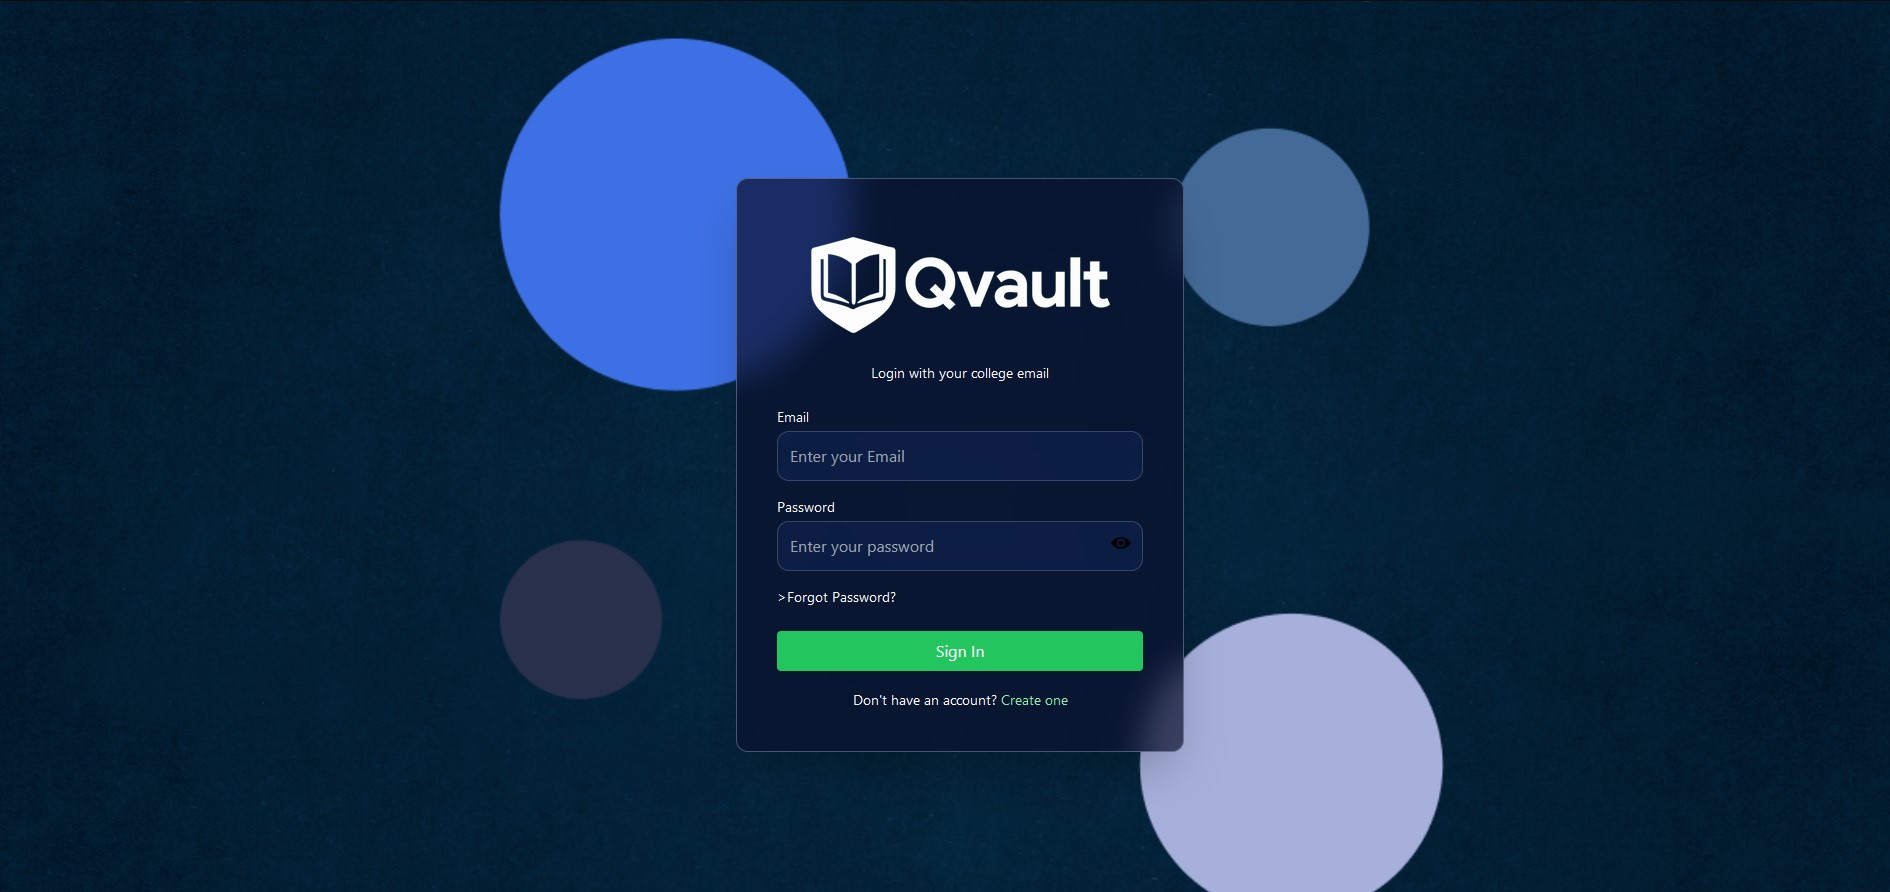 Qvault
Login with your college email
Email
Enter your Email
Password
Enter your password
>Forgot Password?
Sign In
Don't have an account? Create one